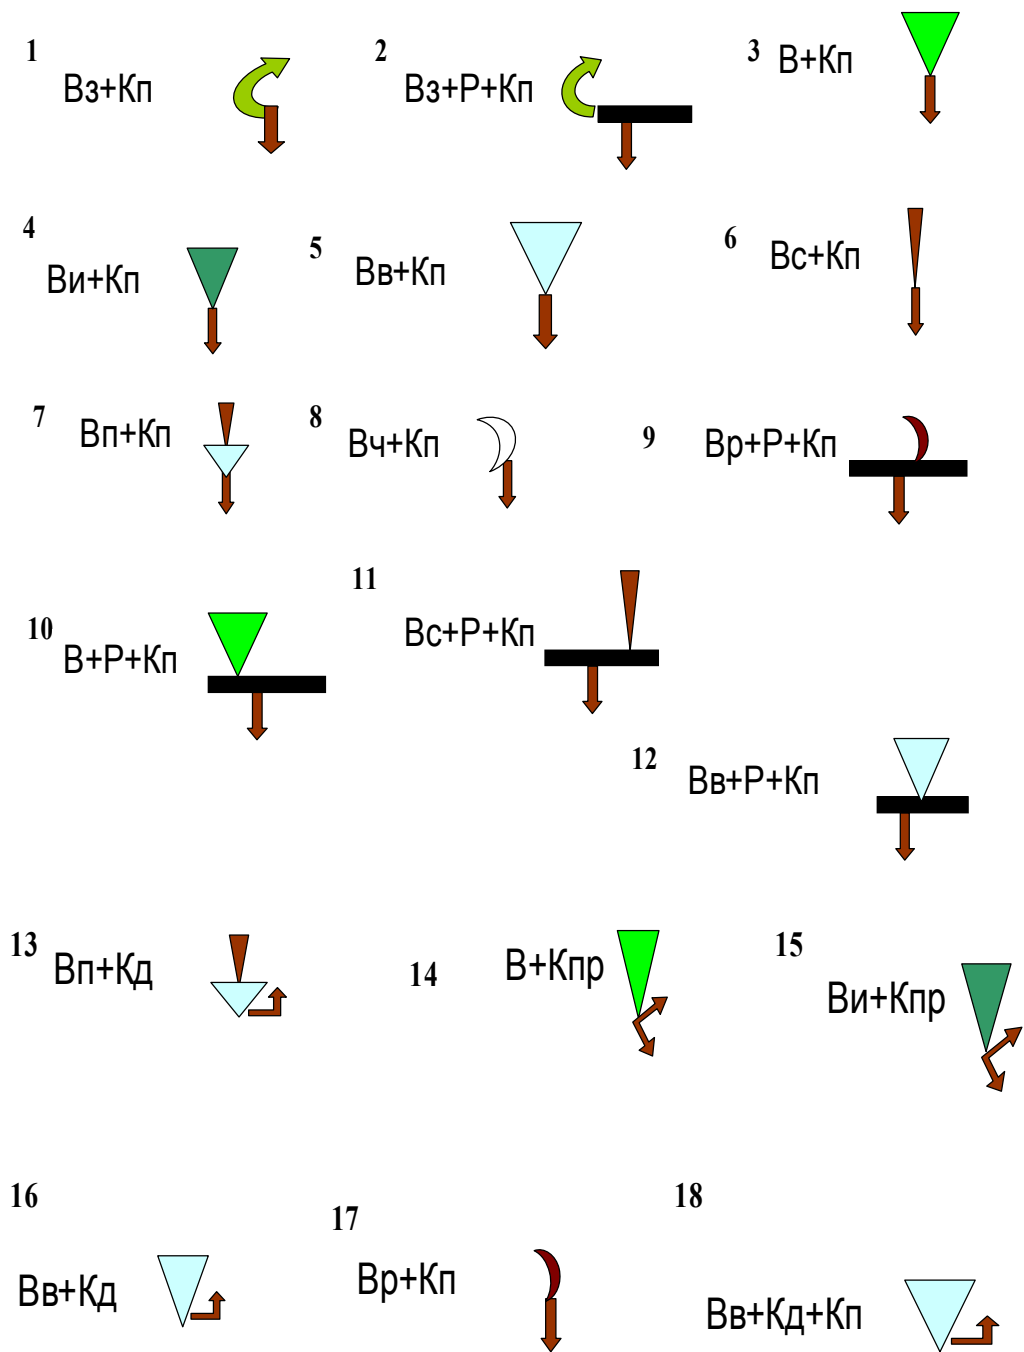 1 Вз+Кп
2 Вз+Р+Кп
3 В+Кп
4 Ви+Кп
5 Вв+Кп
6 Вс+Кп
7 Вп+Кп
8 Вч+Кп
9 Вр+Р+Кп
10 В+Р+Кп
11 Вс+Р+Кп
12 Вв+Р+Кп
13 Вп+Кд
14 В+Кпр
15 Ви+Кпр
16 Вв+Кд
17 Вр+Кп
18 Вв+Кд+Кп